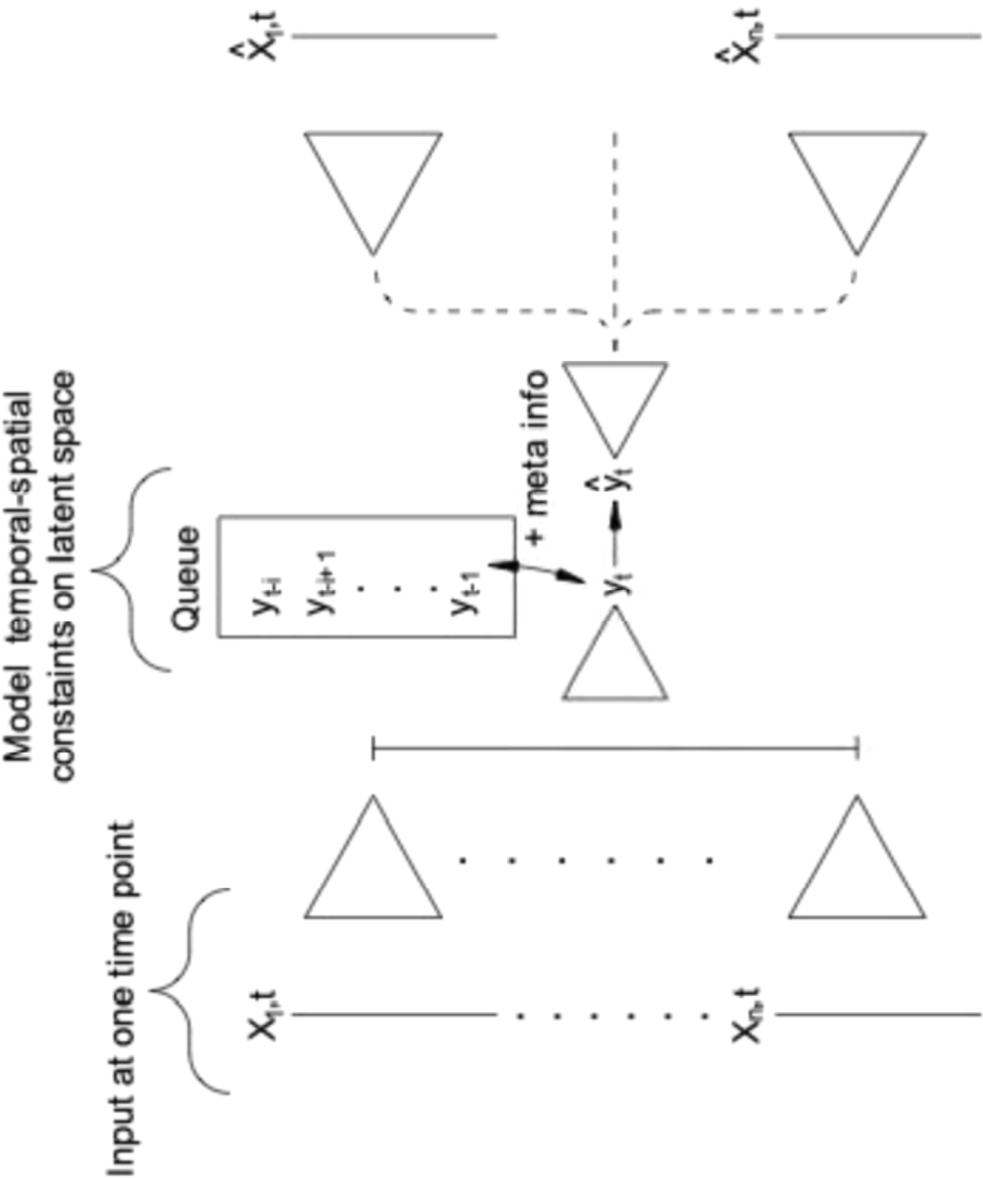 Model temporal-spatial
constaints on latent space
Input at one time point
Queue
yt-i
yt-i+1
. . .
yt-1
+ meta info
X1,t
Xn,t
yt
ŷt
X̂1,t
X̂n,t